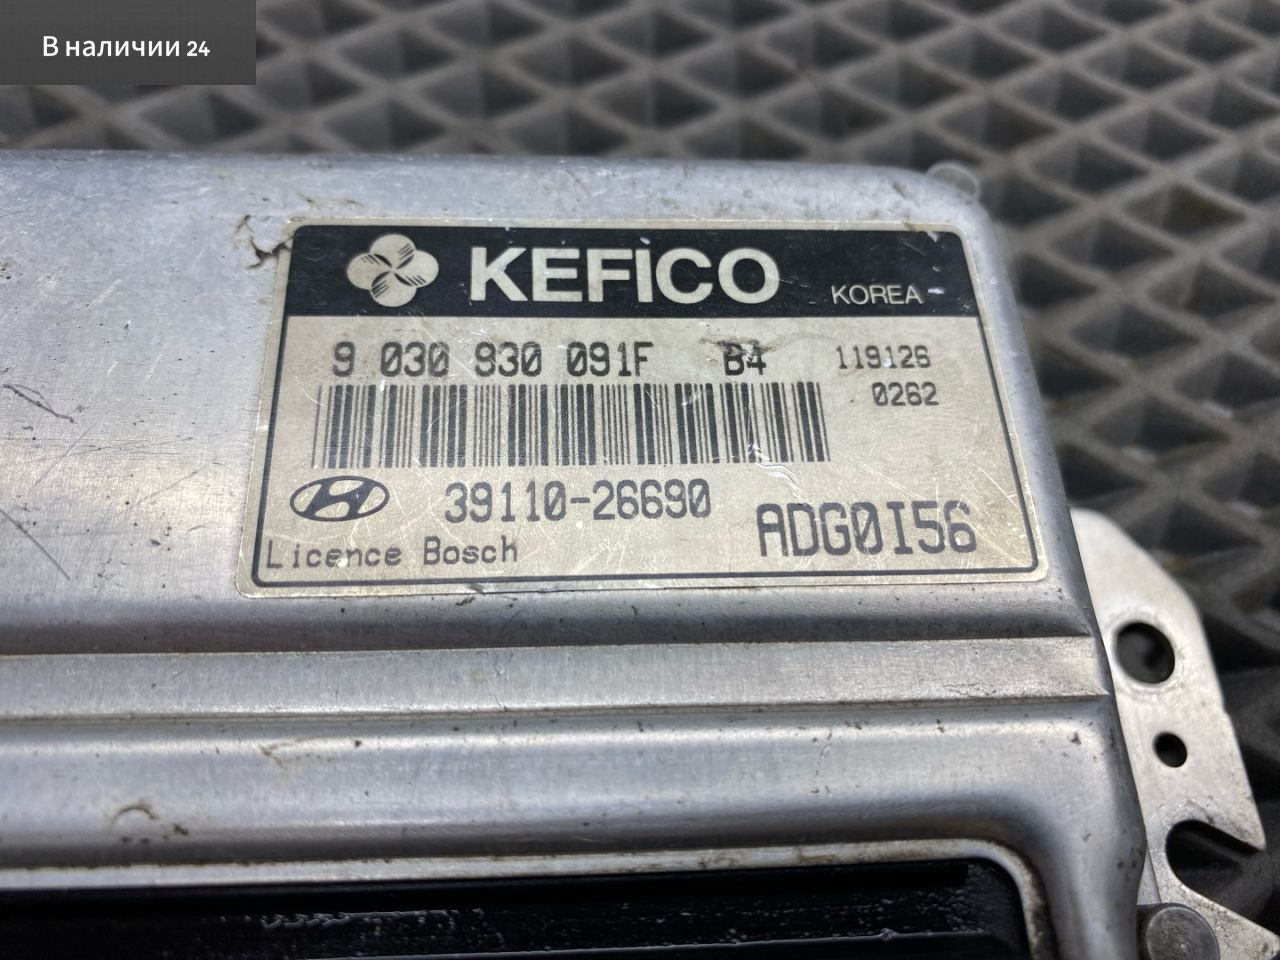 В наличии 24
KEFICO KOREA
9 030 930 091F B4 119126
0262
39110-26690 ADG0I56
Licence Bosch